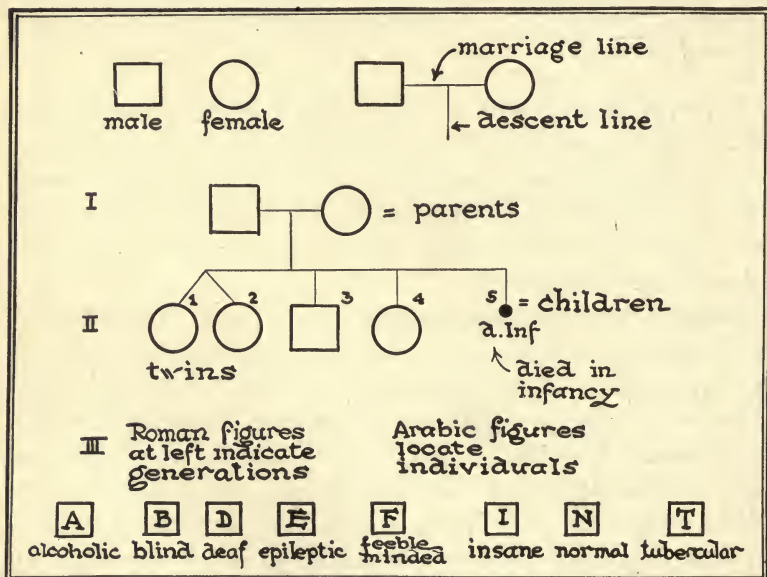 marriage line
male female
descent line
I
= parents
1 2 3 4 5 = children
II
d.Inf
twins
died in
infancy
III
Roman figures
at left indicate
generations
Arabic figures
locate
individuals
A B D E F I N T
alcoholic blind deaf epileptic feeble minded insane normal tubercular